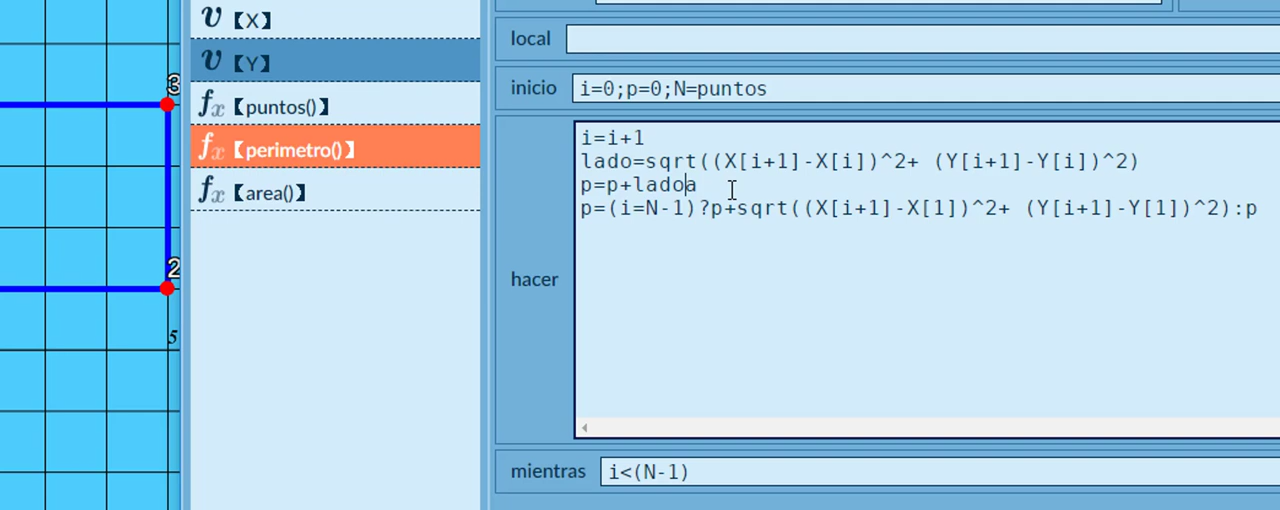 3
2
5
v【X】
v【Y】
fx【puntos()】
fx【perimetro()】
fx【area()】
local
inicio
i=0;p=0;N=puntos
hacer
i=i+1
lado=sqrt((X[i+1]-X[i])^2+ (Y[i+1]-Y[i])^2)
p=p+ladoa
p=(i=N-1)?p+sqrt((X[i+1]-X[1])^2+ (Y[i+1]-Y[1])^2):p
mientras
i<(N-1)